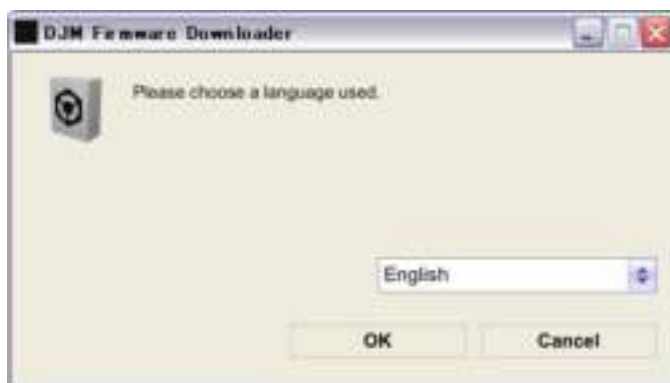 DJM Firmware Downloader
Please choose a language used.
English
OK
Cancel